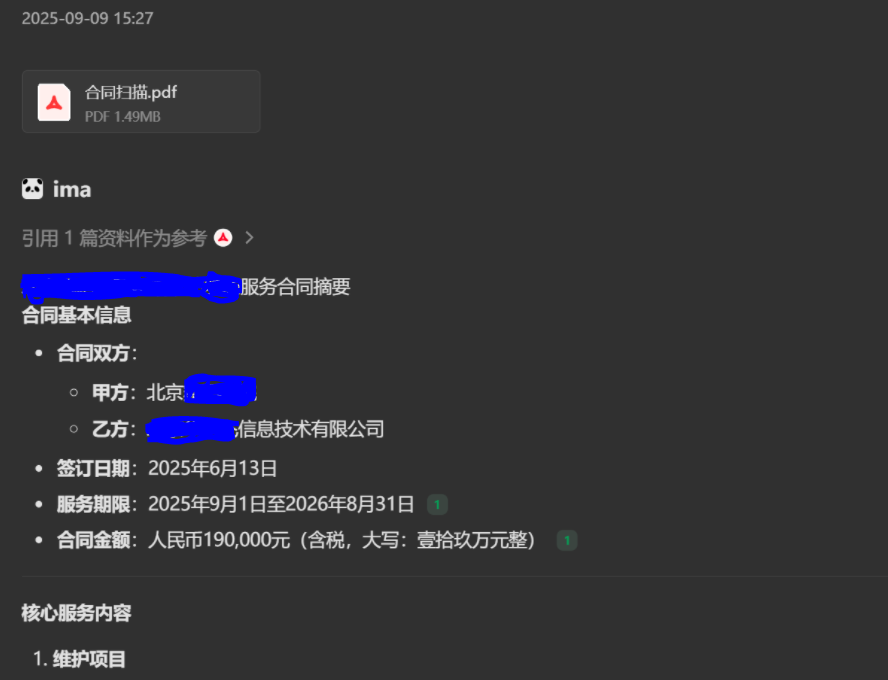 2025-09-09 15:27
合同扫描.pdf
PDF 1.49MB
ima
引用 1 篇资料作为参考
服务合同摘要
合同基本信息
• 合同双方：
◦ 甲方：北京
◦ 乙方：信息技术有限公司
• 签订日期：2025年6月13日
• 服务期限：2025年9月1日至2026年8月31日 1
• 合同金额：人民币190,000元（含税，大写：壹拾玖万元整） 1
核心服务内容
1. 维护项目